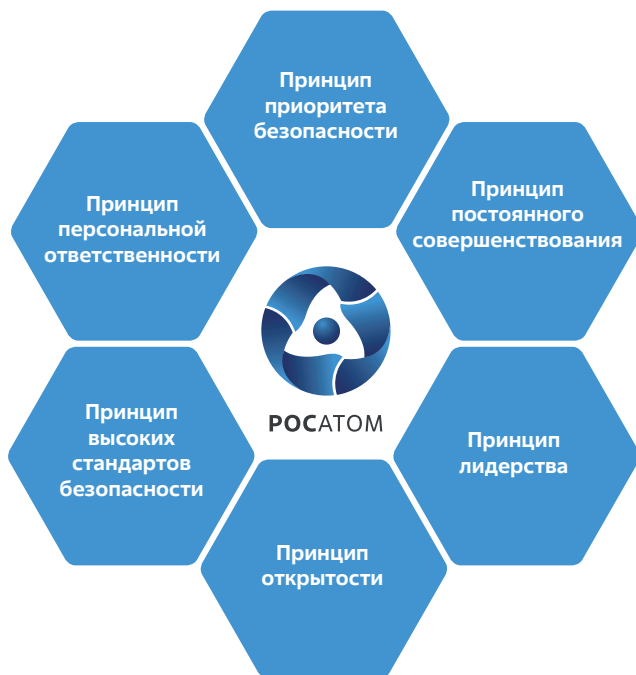 Принцип
приоритета
безопасности
Принцип
персональной
ответственности
Принцип
постоянного
совершенствования
РОСАТОМ
Принцип
высоких
стандартов
безопасности
Принцип
лидерства
Принцип
открытости